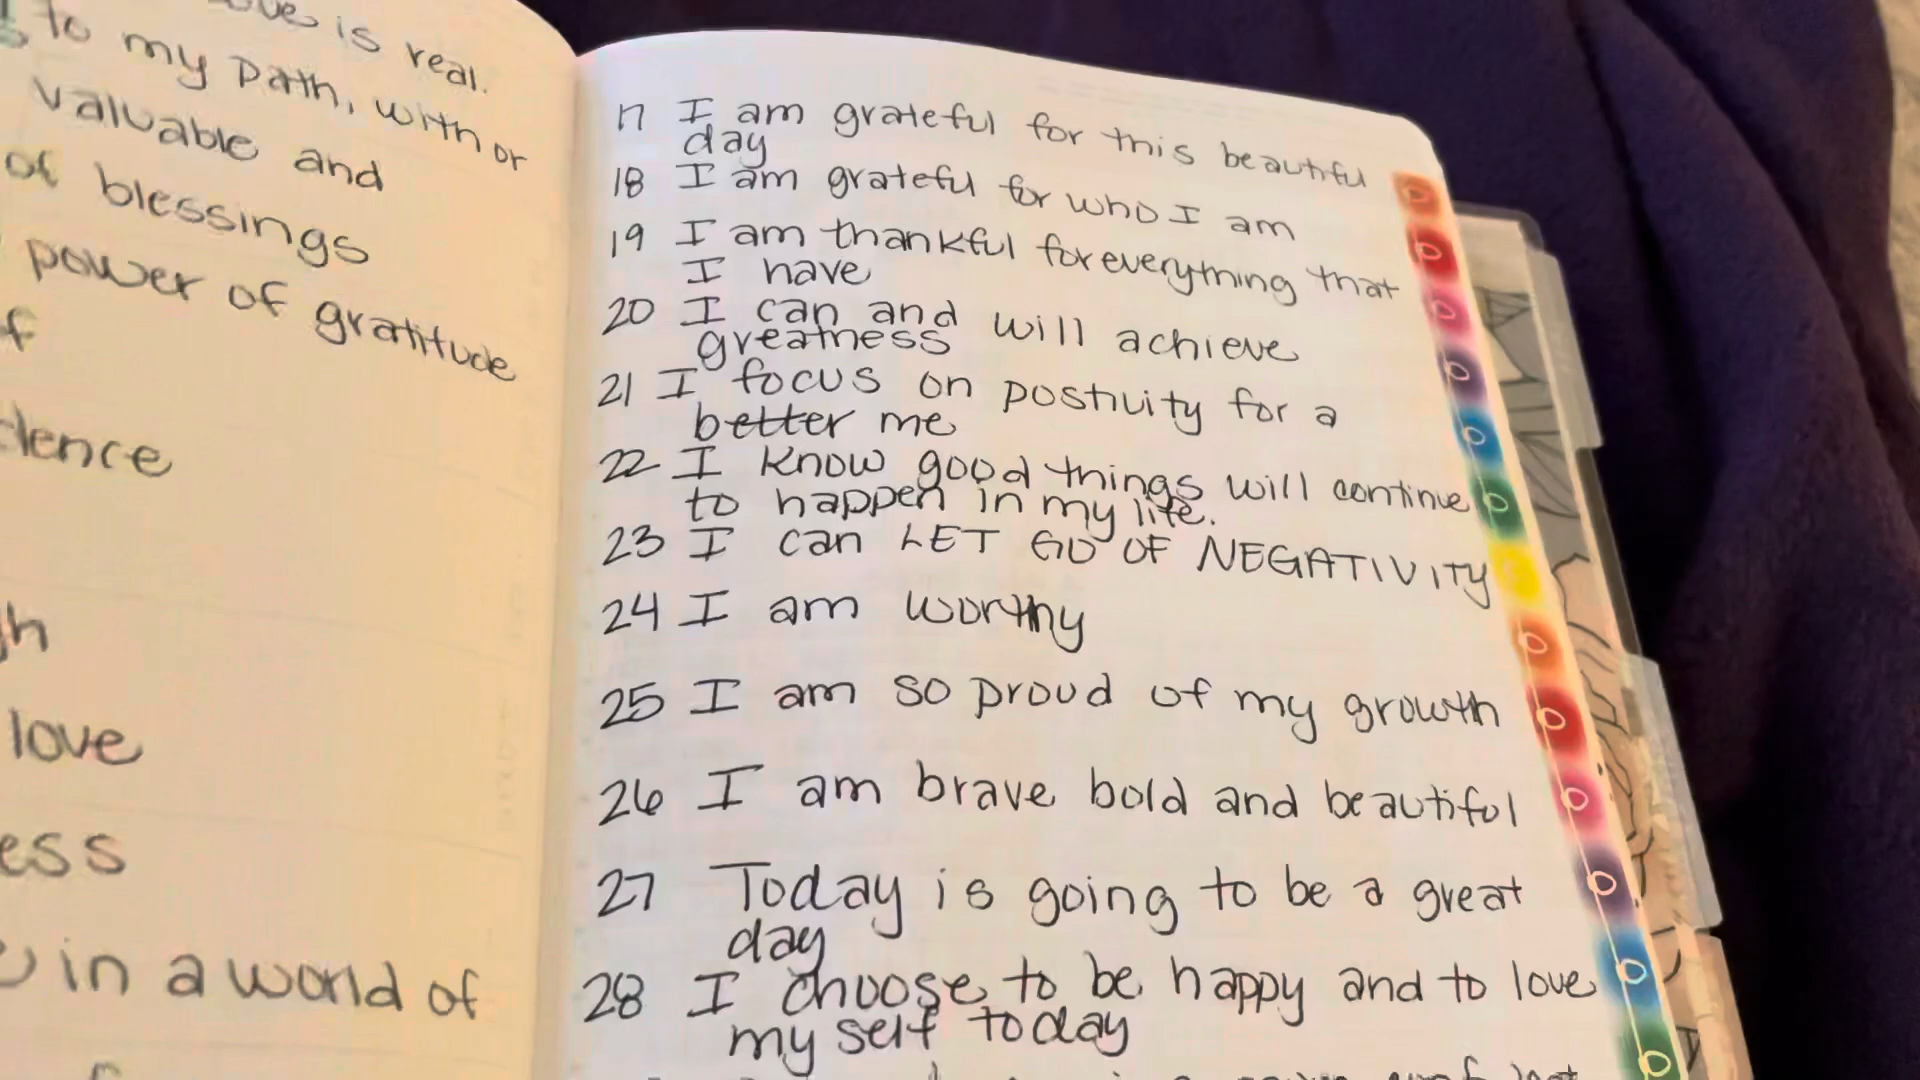 is real.
to my path, with or
valuable and
of blessings
power of gratitude
love
in a world of
17 I am grateful for this beautiful
day
18 I am grateful for who I am
19 I am thankful for everything that
I have
20 I can and will achieve
greatness
21 I focus on postivity for a
better me
22 I know good things will continue
to happen in my life.
23 I can LET GO OF NEGATIVITY
24 I am worthy
25 I am so proud of my growth
26 I am brave bold and beautiful
27 Today is going to be a great
day
28 I choose to be happy and to love
my self today